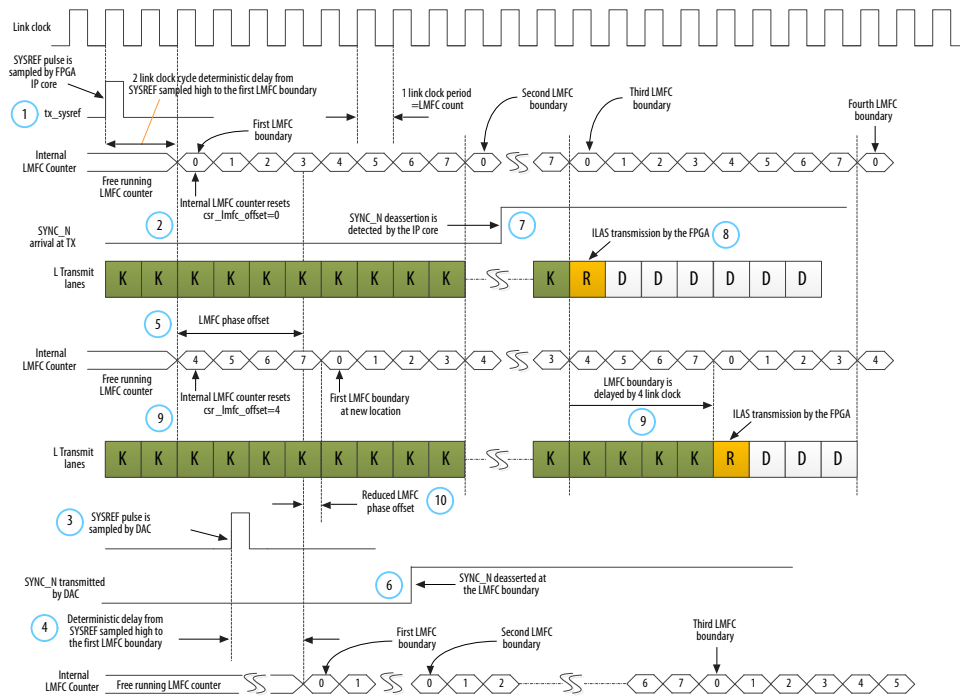 Link clock
SYSREF pulse is
sampled by FPGA
IP core
2 link clock cycle deterministic delay from
SYSREF sampled high to the first LMFC boundary
1 link clock period
=LMFC count
Second LMFC
boundary
Third LMFC
boundary
Fourth LMFC
boundary
1
tx_sysref
First LMFC
boundary
Internal
LMFC Counter
0 1 2 3 4 5 6 7 0 7 0 1 2 3 4 5 6 7 0
Free running
LMFC counter
Internal LMFC counter resets
csr_lmfc_offset=0
2
SYNC_N
arrival at TX
SYNC_N deassertion is
detected by the IP core
7
ILAS transmission by the FPGA
8
L Transmit
lanes
K K K K K K K K K K K R D D D D D D
5
LMFC phase offset
Internal
LMFC Counter
4 5 6 7 0 1 2 3 4 3 4 5 6 7 0 1 2 3 4
Free running
LMFC counter
Internal LMFC counter resets
csr_lmfc_offset=4
First LMFC boundary
at new location
LMFC boundary
is delayed by 4 link clock
9
9
ILAS transmission by the FPGA
L Transmit
lanes
K K K K K K K K K K K K K K K R D D D
Reduced LMFC
phase offset
10
3
SYSREF pulse is
sampled by DAC
SYNC_N transmitted
by DAC
6
SYNC_N deasserted at
the LMFC boundary
4
Deterministic delay from
SYSREF sampled high to
the first LMFC boundary
First LMFC
boundary
Second LMFC
boundary
Third LMFC
boundary
Internal
LMFC Counter
Free running LMFC counter
0 1 0 1 2 6 7 0 1 2 3 4 5